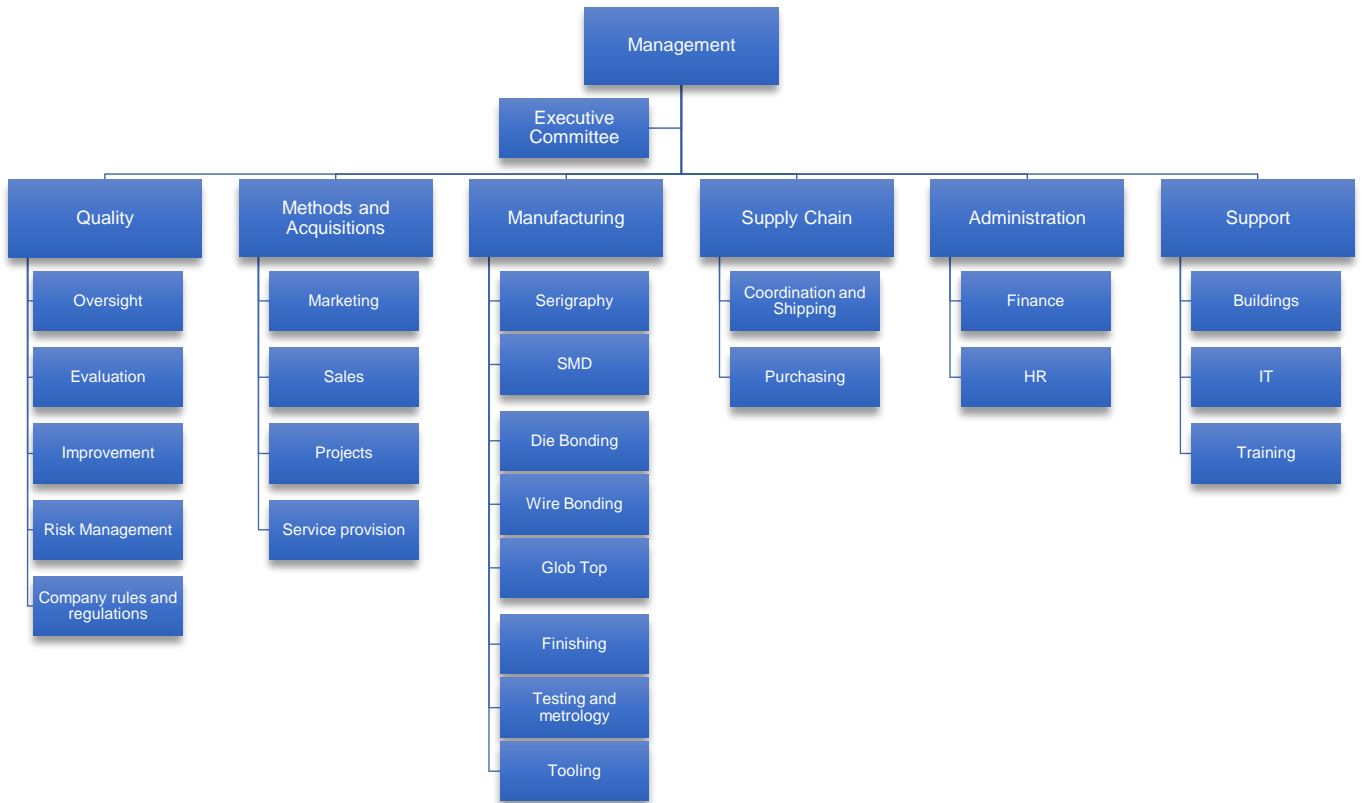 Management
Executive
Committee
Quality
Methods and
Acquisitions
Manufacturing
Supply Chain
Administration
Support
Oversight
Evaluation
Improvement
Risk Management
Company rules and
regulations
Marketing
Sales
Projects
Service provision
Serigraphy
SMD
Die Bonding
Wire Bonding
Glob Top
Finishing
Testing and
metrology
Tooling
Coordination and
Shipping
Purchasing
Finance
HR
Buildings
IT
Training